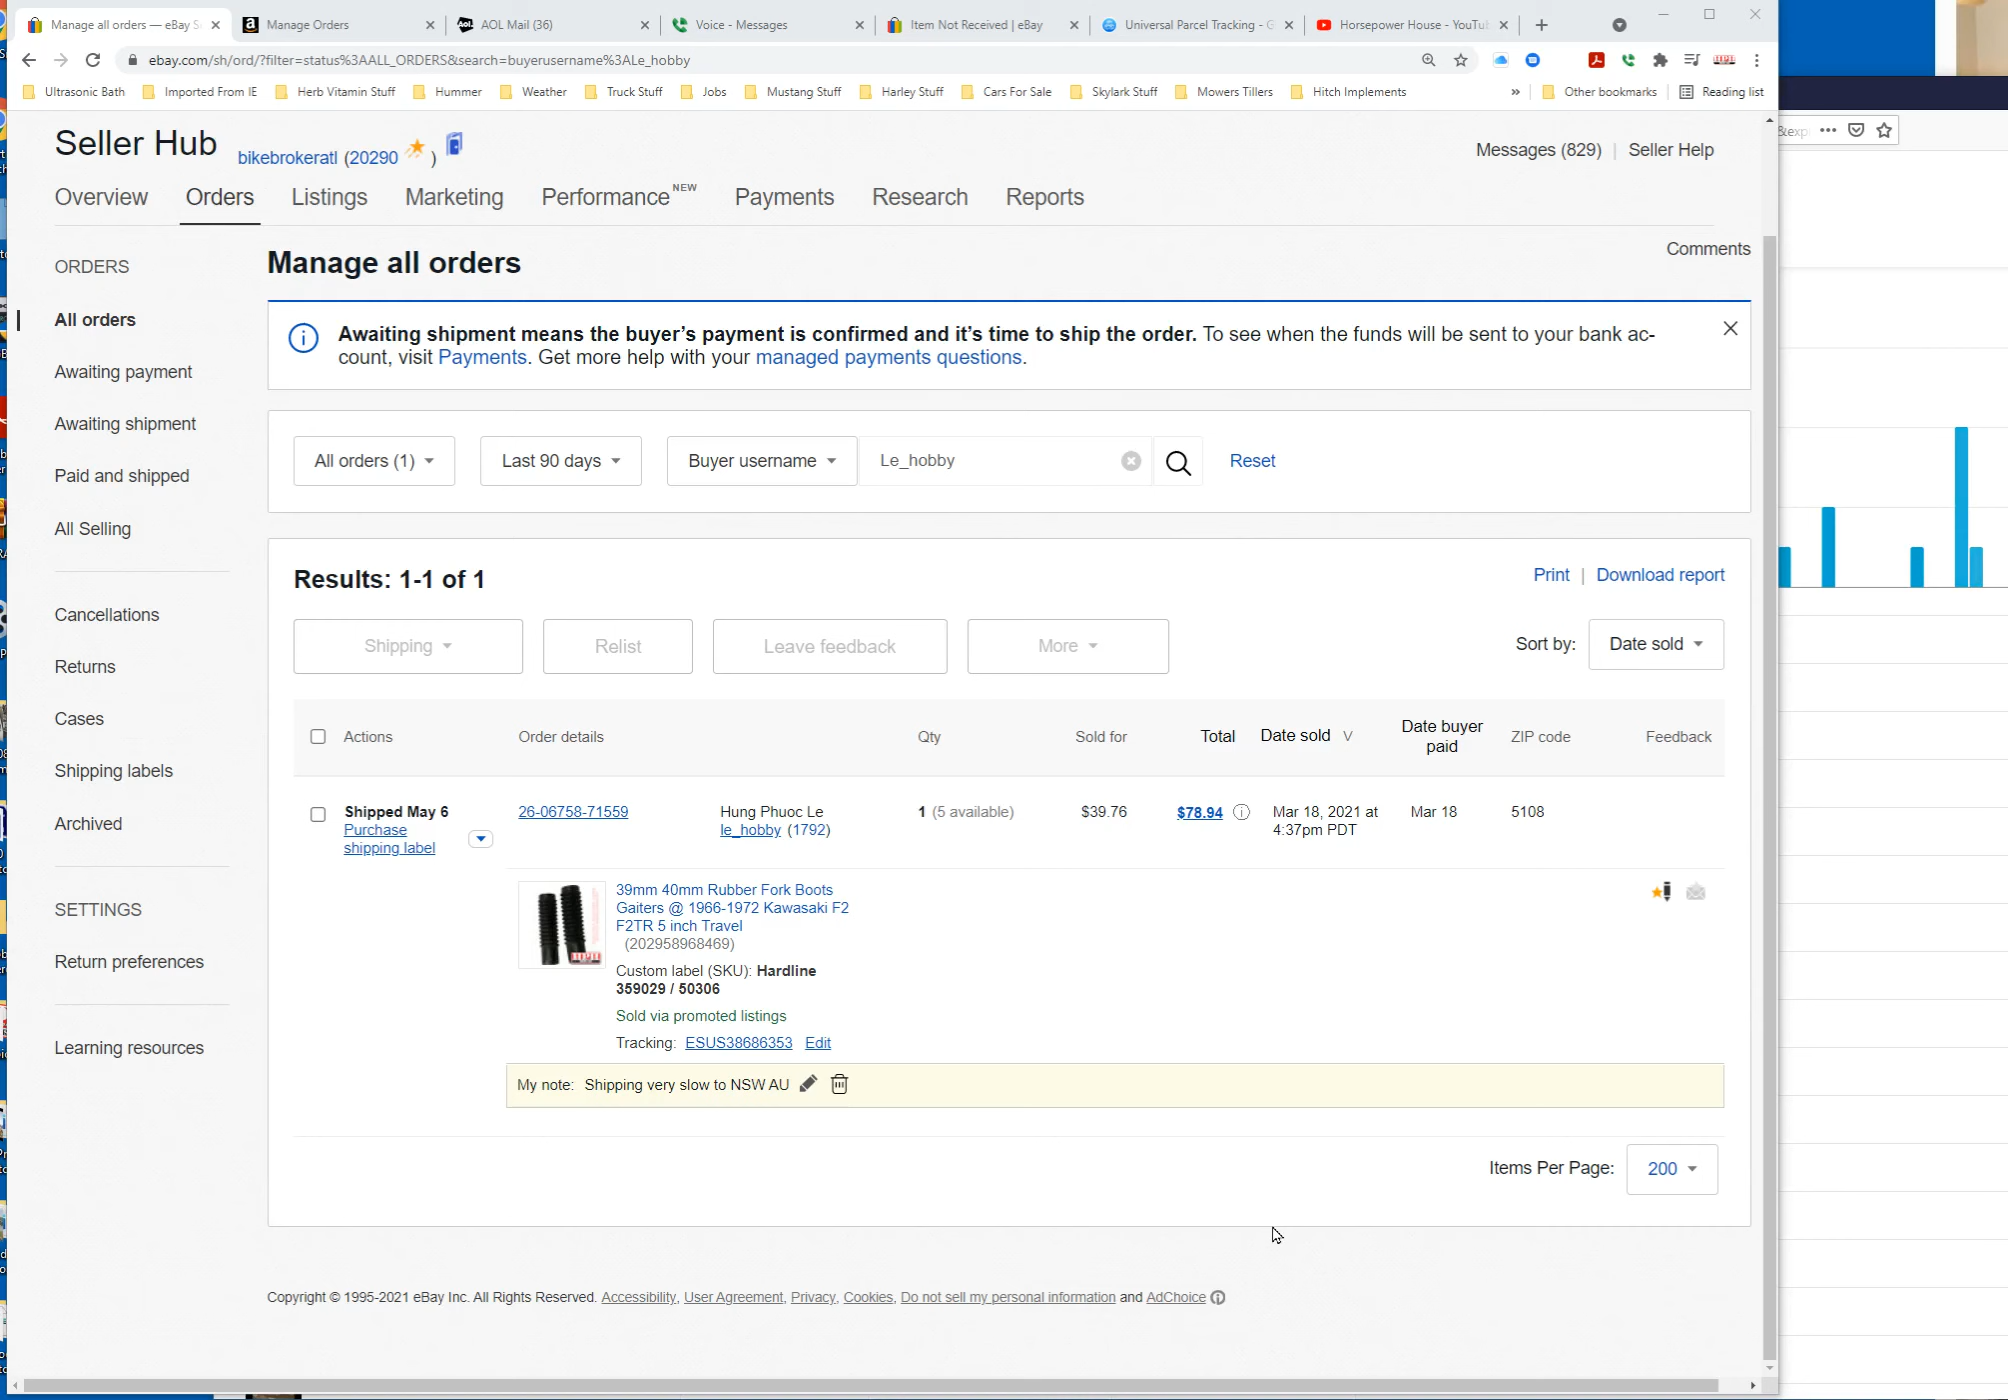 Manage all orders — eBay S
Manage Orders
AOL Mail (36)
Voice - Messages
Item Not Received | eBay
Universal Parcel Tracking - G
Horsepower House - YouTu
ebay.com/sh/ord/?filter=status%3AALL_ORDERS&search=buyerusername%3ALe_hobby
Ultrasonic Bath
Imported From IE
Herb Vitamin Stuff
Hummer
Weather
Truck Stuff
Jobs
Mustang Stuff
Harley Stuff
Cars For Sale
Skylark Stuff
Mowers Tillers
Hitch Implements
»
Other bookmarks
Reading list
&exp
Seller Hub
bikebrokeratl (20290 )
Messages (829) | Seller Help
Overview
Orders
Listings
Marketing
Performance NEW
Payments
Research
Reports
Comments
ORDERS
All orders
Awaiting payment
Awaiting shipment
Paid and shipped
All Selling
Cancellations
Returns
Cases
Shipping labels
Archived
SETTINGS
Return preferences
Learning resources
Manage all orders
Awaiting shipment means the buyer's payment is confirmed and it's time to ship the order. To see when the funds will be sent to your bank ac-
count, visit Payments. Get more help with your managed payments questions.
All orders (1)
Last 90 days
Buyer username
Le_hobby
Reset
Results: 1-1 of 1
Print | Download report
Shipping
Relist
Leave feedback
More
Sort by:
Date sold
Actions
Order details
Qty
Sold for
Total
Date sold
Date buyer
paid
ZIP code
Feedback
Shipped May 6
Purchase
shipping label
26-06758-71559
Hung Phuoc Le
le_hobby (1792)
1 (5 available)
$39.76
$78.94
Mar 18, 2021 at
4:37pm PDT
Mar 18
5108
39mm 40mm Rubber Fork Boots
Gaiters @ 1966-1972 Kawasaki F2
F2TR 5 inch Travel
(202958968469)
Custom label (SKU): Hardline
359029 / 50306
Sold via promoted listings
Tracking: ESUS38686353 Edit
My note: Shipping very slow to NSW AU
Items Per Page:
200
Copyright © 1995-2021 eBay Inc. All Rights Reserved. Accessibility, User Agreement, Privacy, Cookies, Do not sell my personal information and AdChoice